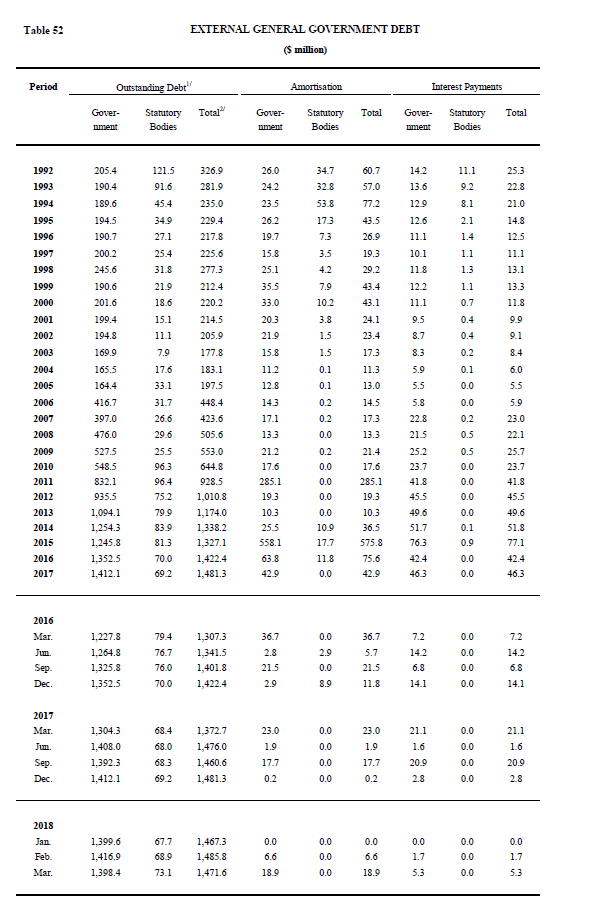 Table 52 EXTERNAL GENERAL GOVERNMENT DEBT
($ million)
Period Outstanding Debt1/ Amortisation Interest Payments
Gover- Statutory Total2/ Gover- Statutory Total Gover- Statutory Total
nment Bodies nment Bodies nment Bodies
1992 205.4 121.5 326.9 26.0 34.7 60.7 14.2 11.1 25.3
1993 190.4 91.6 281.9 24.2 32.8 57.0 13.6 9.2 22.8
1994 189.6 45.4 235.0 23.5 53.8 77.2 12.9 8.1 21.0
1995 194.5 34.9 229.4 26.2 17.3 43.5 12.6 2.1 14.8
1996 190.7 27.1 217.8 19.7 7.3 26.9 11.1 1.4 12.5
1997 200.2 25.4 225.6 15.8 3.5 19.3 10.1 1.1 11.1
1998 245.6 31.8 277.3 25.1 4.2 29.2 11.8 1.3 13.1
1999 190.6 21.9 212.4 35.5 7.9 43.4 12.2 1.1 13.3
2000 201.6 18.6 220.2 33.0 10.2 43.1 11.1 0.7 11.8
2001 199.4 15.1 214.5 20.3 3.8 24.1 9.5 0.4 9.9
2002 194.8 11.1 205.9 21.9 1.5 23.4 8.7 0.4 9.1
2003 169.9 7.9 177.8 15.8 1.5 17.3 8.3 0.2 8.4
2004 165.5 17.6 183.1 11.2 0.1 11.3 5.9 0.1 6.0
2005 164.4 33.1 197.5 12.8 0.1 13.0 5.5 0.0 5.5
2006 416.7 31.7 448.4 14.3 0.2 14.5 5.8 0.0 5.9
2007 397.0 26.6 423.6 17.1 0.2 17.3 22.8 0.2 23.0
2008 476.0 29.6 505.6 13.3 0.0 13.3 21.5 0.5 22.1
2009 527.5 25.5 553.0 21.2 0.2 21.4 25.2 0.5 25.7
2010 548.5 96.3 644.8 17.6 0.0 17.6 23.7 0.0 23.7
2011 832.1 96.4 928.5 285.1 0.0 285.1 41.8 0.0 41.8
2012 935.5 75.2 1,010.8 19.3 0.0 19.3 45.5 0.0 45.5
2013 1,094.1 79.9 1,174.0 10.3 0.0 10.3 49.6 0.0 49.6
2014 1,254.3 83.9 1,338.2 25.5 10.9 36.5 51.7 0.1 51.8
2015 1,245.8 81.3 1,327.1 558.1 17.7 575.8 76.3 0.9 77.1
2016 1,352.5 70.0 1,422.4 63.8 11.8 75.6 42.4 0.0 42.4
2017 1,412.1 69.2 1,481.3 42.9 0.0 42.9 46.3 0.0 46.3
2016
Mar. 1,227.8 79.4 1,307.3 36.7 0.0 36.7 7.2 0.0 7.2
Jun. 1,264.8 76.7 1,341.5 2.8 2.9 5.7 14.2 0.0 14.2
Sep. 1,325.8 76.0 1,401.8 21.5 0.0 21.5 6.8 0.0 6.8
Dec. 1,352.5 70.0 1,422.4 2.9 8.9 11.8 14.1 0.0 14.1
2017
Mar. 1,304.3 68.4 1,372.7 23.0 0.0 23.0 21.1 0.0 21.1
Jun. 1,408.0 68.0 1,476.0 1.9 0.0 1.9 1.6 0.0 1.6
Sep. 1,392.3 68.3 1,460.6 17.7 0.0 17.7 20.9 0.0 20.9
Dec. 1,412.1 69.2 1,481.3 0.2 0.0 0.2 2.8 0.0 2.8
2018
Jan. 1,399.6 67.7 1,467.3 0.0 0.0 0.0 0.0 0.0 0.0
Feb. 1,416.9 68.9 1,485.8 6.6 0.0 6.6 1.7 0.0 1.7
Mar. 1,398.4 73.1 1,471.6 18.9 0.0 18.9 5.3 0.0 5.3